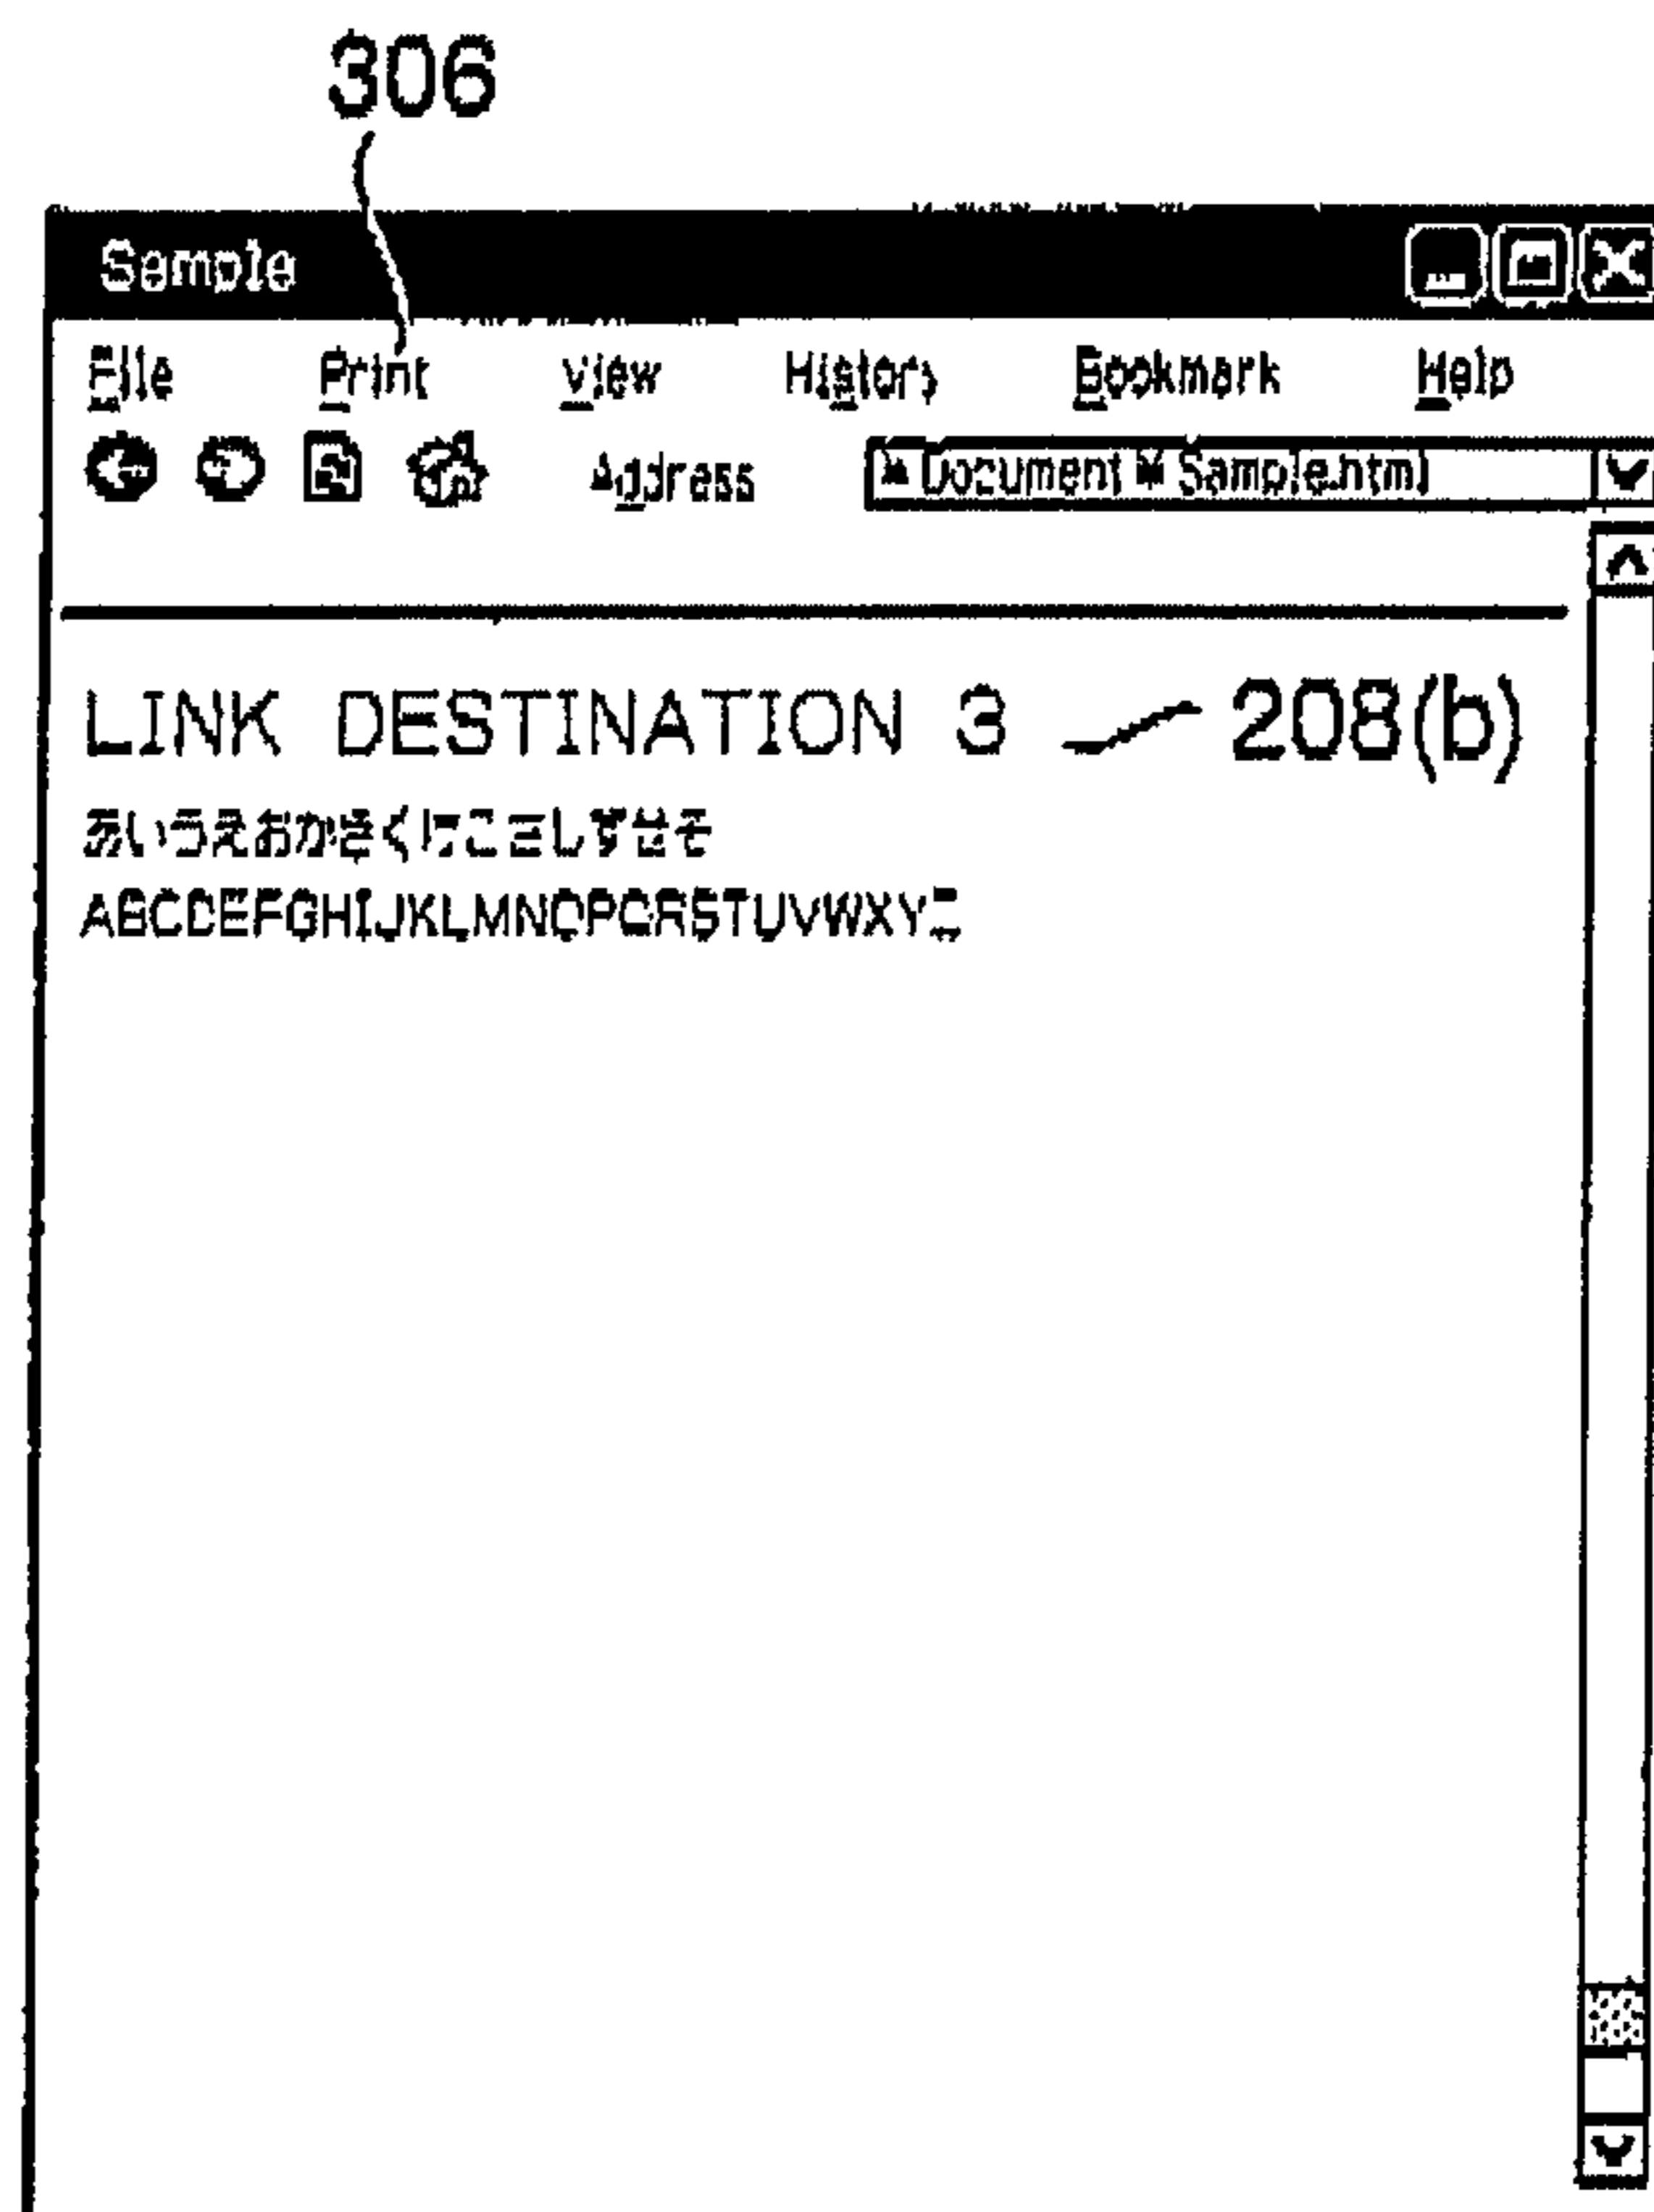 306
Sample
File Print View History Bookmark Help
Address Document Sample.html
LINK DESTINATION 3 208(b)
あいうえおかきくけこさしすせそ
ABCDEFGHIJKLMNOPQRSTUVWXYZ